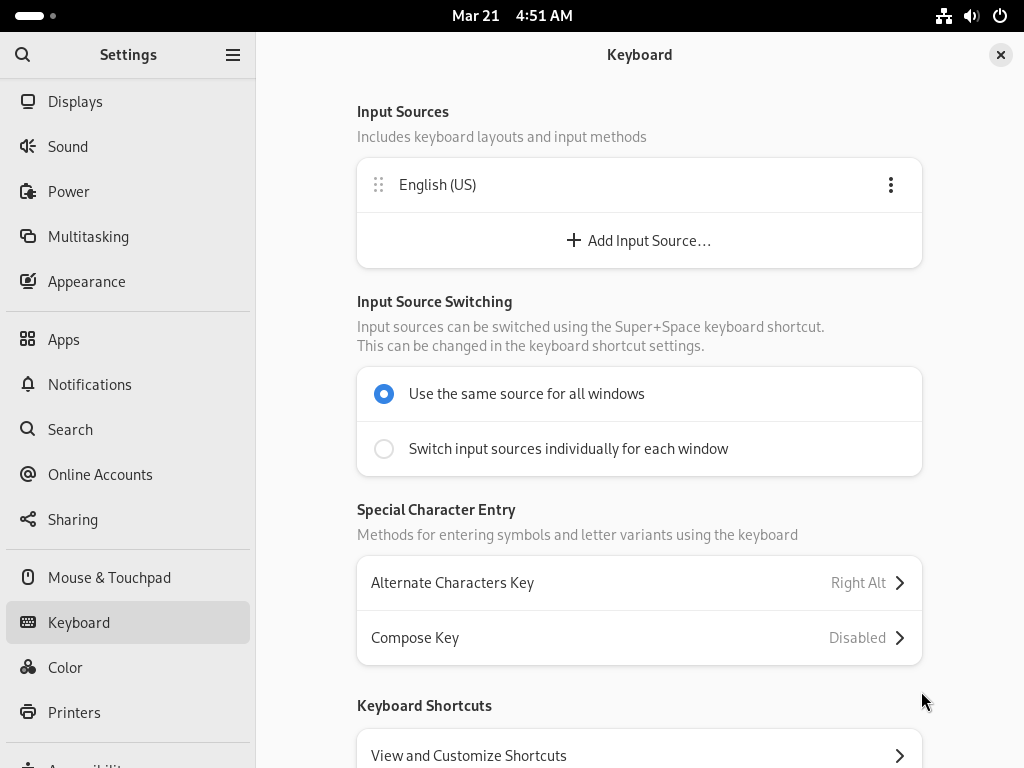 Mar 21 4:51 AM
Settings
Keyboard
Displays
Sound
Power
Multitasking
Appearance
Apps
Notifications
Search
Online Accounts
Sharing
Mouse & Touchpad
Keyboard
Color
Printers
Input Sources
Includes keyboard layouts and input methods
English (US)
Add Input Source…
Input Source Switching
Input sources can be switched using the Super+Space keyboard shortcut.
This can be changed in the keyboard shortcut settings.
Use the same source for all windows
Switch input sources individually for each window
Special Character Entry
Methods for entering symbols and letter variants using the keyboard
Alternate Characters Key Right Alt
Compose Key Disabled
Keyboard Shortcuts
View and Customize Shortcuts